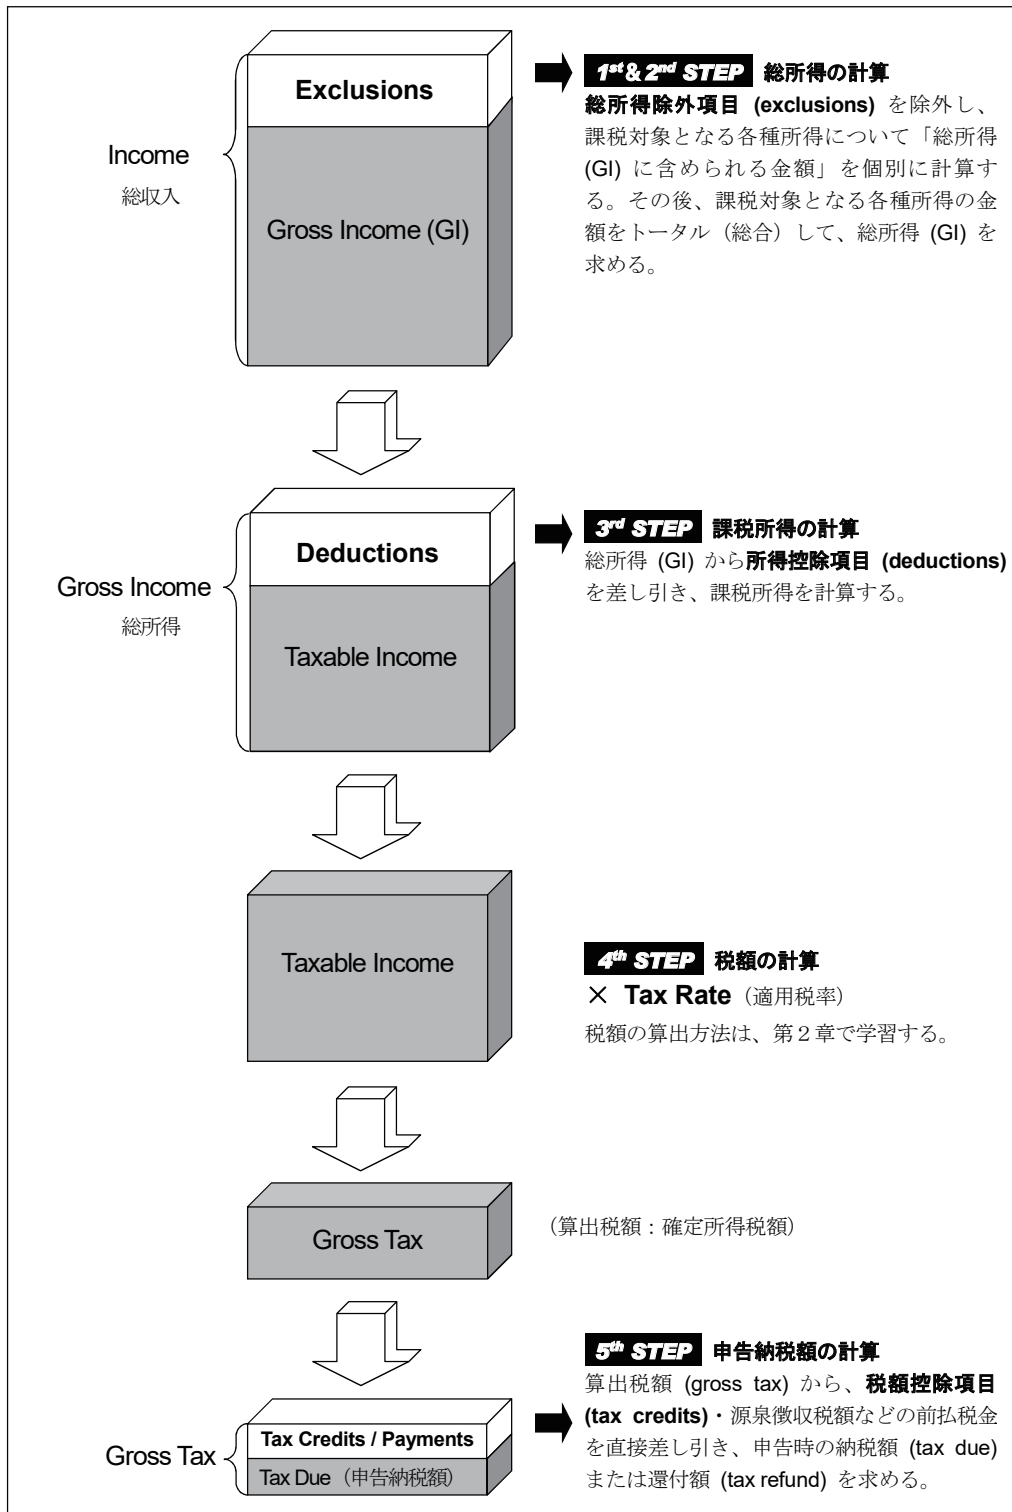 Exclusions
Income
総収入
Gross Income (GI)
1st & 2nd STEP 総所得の計算
総所得除外項目 (exclusions) を除外し、
課税対象となる各種所得について「総所得
(GI) に含められる金額」を個別に計算す
る。その後、課税対象となる各種所得の金
額をトータル（総合）して、総所得 (GI) を
求める。
Deductions
Gross Income
総所得
Taxable Income
3rd STEP 課税所得の計算
総所得 (GI) から所得控除項目 (deductions)
を差し引き、課税所得を計算する。
Taxable Income
4th STEP 税額の計算
× Tax Rate（適用税率）
税額の算出方法は、第２章で学習する。
Gross Tax
（算出税額：確定所得税額）
Gross Tax
Tax Credits / Payments
Tax Due（申告納税額）
5th STEP 申告納税額の計算
算出税額 (gross tax) から、税額控除項目
(tax credits)・源泉徴収税額などの前払税金
を直接差し引き、申告時の納税額 (tax due)
または還付額 (tax refund) を求める。